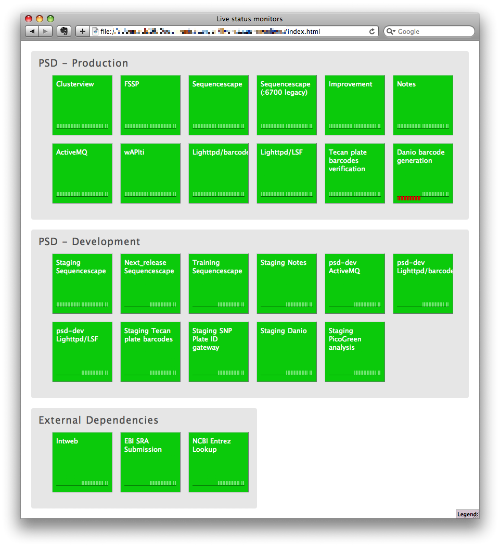 Live status monitors
file:/
/index.html
Google
PSD - Production
Clusterview
FSSP
Sequencescape
Sequencescape
(:6700 legacy)
Improvement
Notes
ActiveMQ
wAPIti
Lighttpd/barcode
Lighttpd/LSF
Tecan plate
barcodes
verification
Danio barcode
generation
PSD - Development
Staging
Sequencescape
Next_release
Sequencescape
Training
Sequencescape
Staging Notes
psd-dev
ActiveMQ
psd-dev
Lighttpd/barcode
psd-dev
Lighttpd/LSF
Staging Tecan
plate barcodes
Staging SNP
Plate ID
gateway
Staging Danio
Staging
PicoGreen
analysis
External Dependencies
Intweb
EBI SRA
Submission
NCBI Entrez
Lookup
Legend: